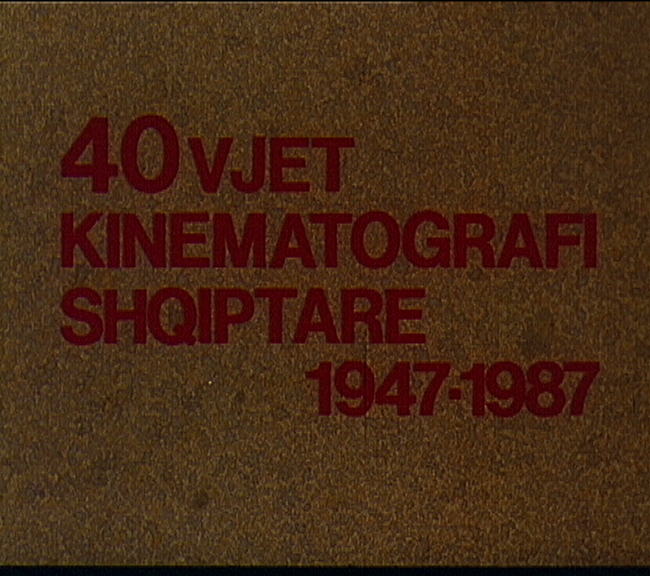 40 VJET
KINEMATOGRAFI
SHQIPTARE
1947-1987